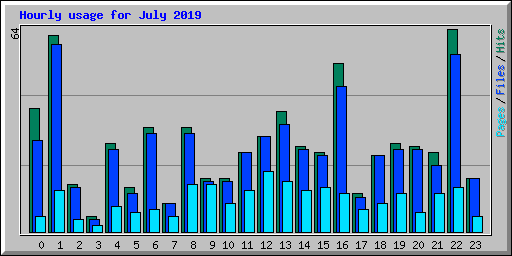 Hourly usage for July 2019
64
Pages / Files / Hits
0 1 2 3 4 5 6 7 8 9 10 11 12 13 14 15 16 17 18 19 20 21 22 23